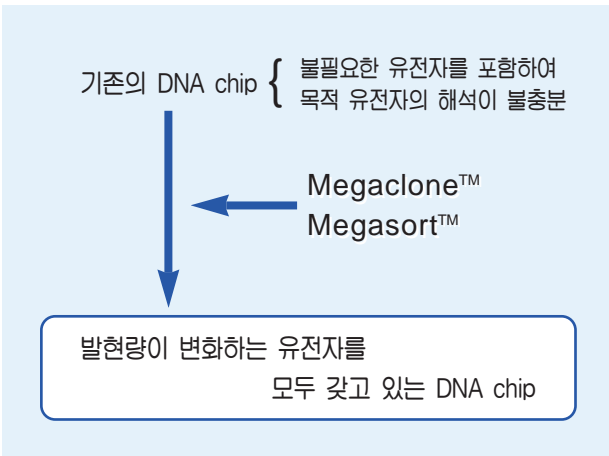 기존의 DNA chip { 불필요한 유전자를 포함하여
목적 유전자의 해석이 불충분
Megaclone™
Megasort™
발현량이 변화하는 유전자를
모두 갖고 있는 DNA chip